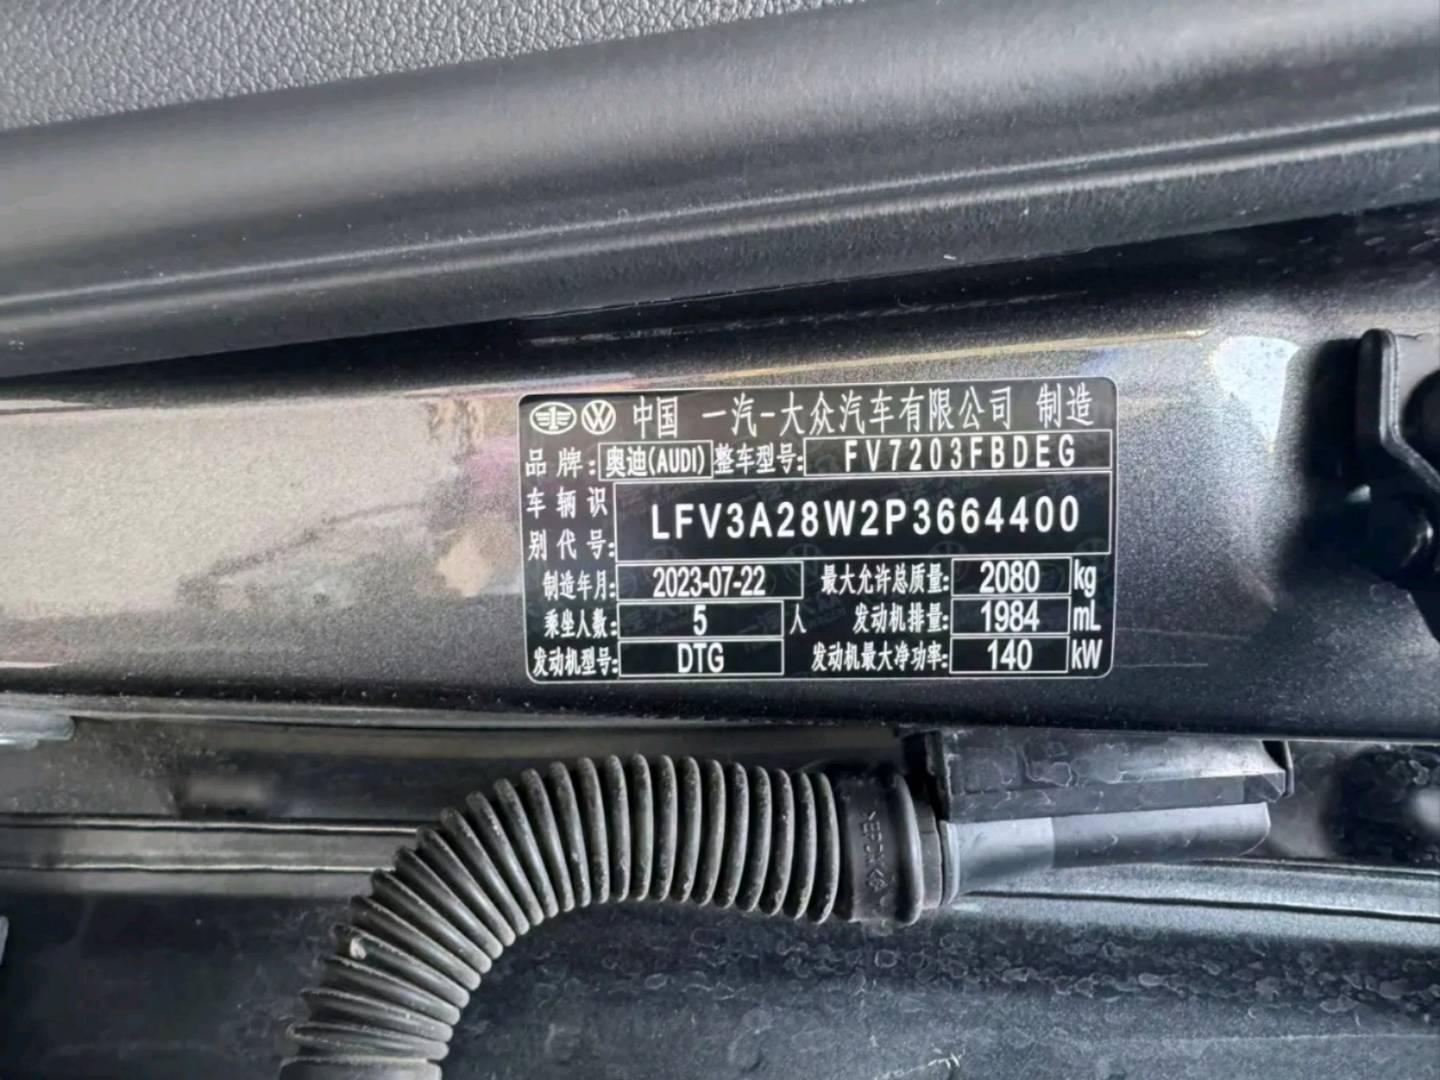 中国 一汽-大众汽车有限公司 制造
品牌: 奥迪(AUDI) 整车型号: FV7203FBDEG
车辆识别代号: LFV3A28W2P3664400
制造年月: 2023-07-22 最大允许总质量: 2080 kg
乘坐人数: 5 人 发动机排量: 1984 mL
发动机型号: DTG 发动机最大净功率: 140 kW